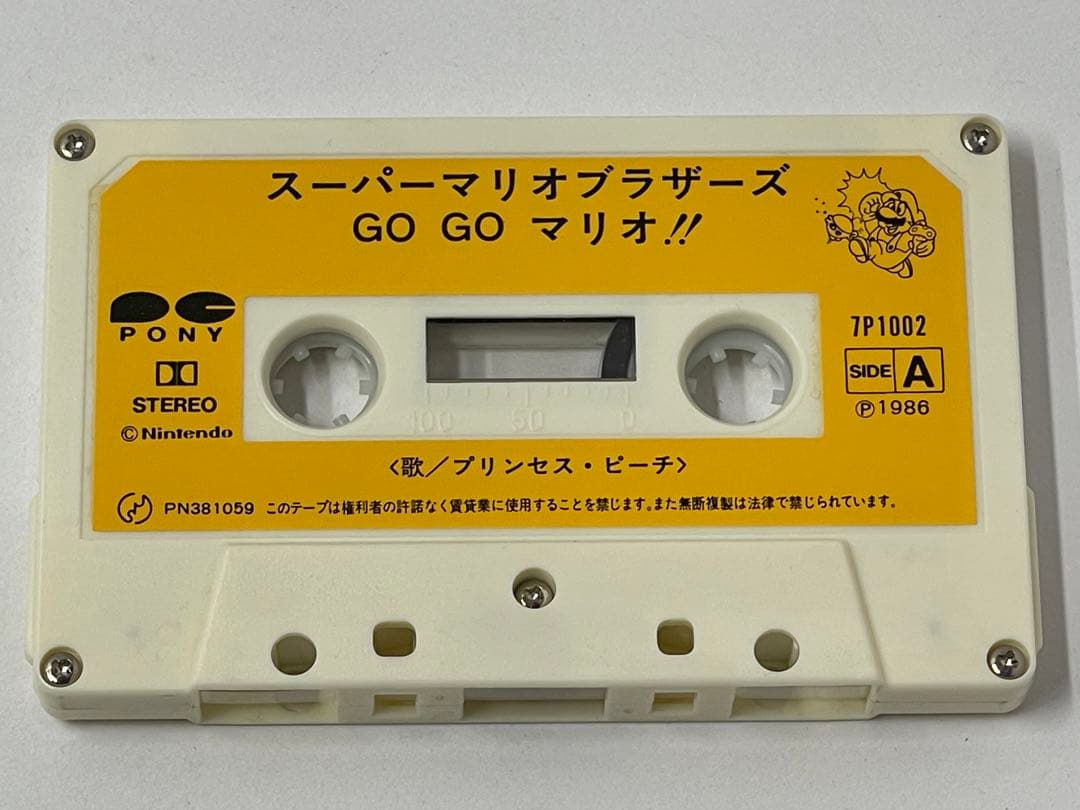 スーパーマリオブラザーズ
GO GO マリオ!!
PONY
STEREO
©Nintendo
7P1002
SIDE A
Ⓟ1986
100 50 0
〈歌／プリンセス・ピーチ〉
PN381059 このテープは権利者の許諾なく賃貸業に使用することを禁じます。また無断複製は法律で禁じられています。